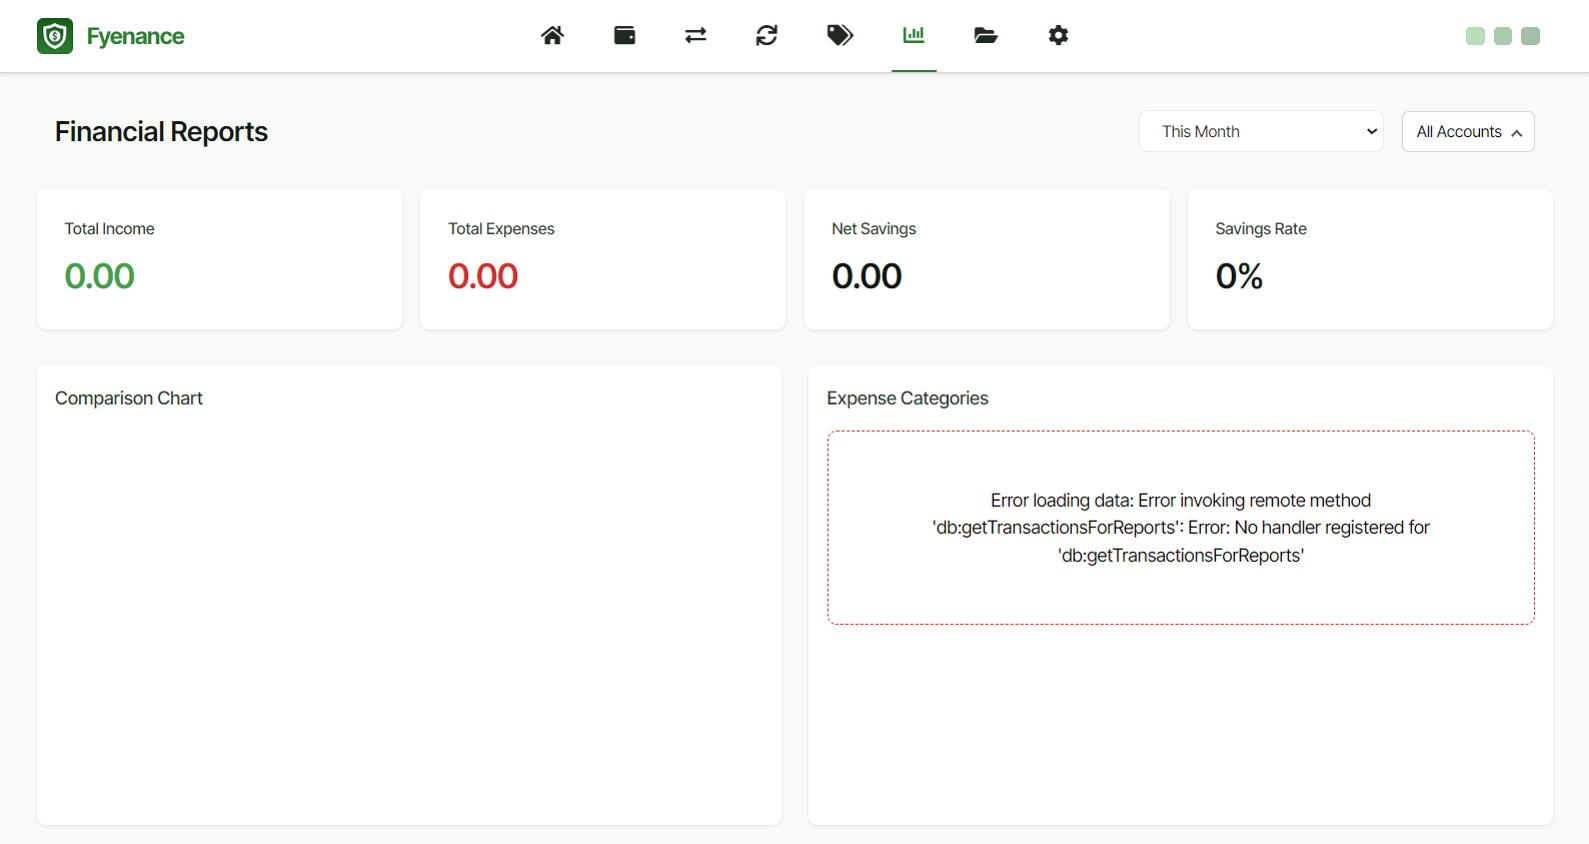 Fyenance
Financial Reports
This Month
All Accounts
Total Income
0.00
Total Expenses
0.00
Net Savings
0.00
Savings Rate
0%
Comparison Chart
Expense Categories
Error loading data: Error invoking remote method
'db:getTransactionsForReports': Error: No handler registered for
'db:getTransactionsForReports'